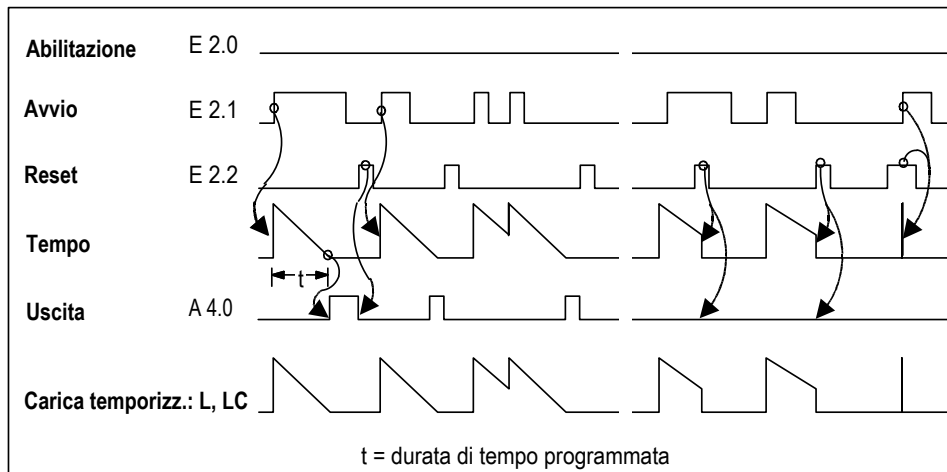 Abilitazione E 2.0
Avvio E 2.1
Reset E 2.2
Tempo
t
Uscita A 4.0
Carica temporizz.: L, LC
t = durata di tempo programmata